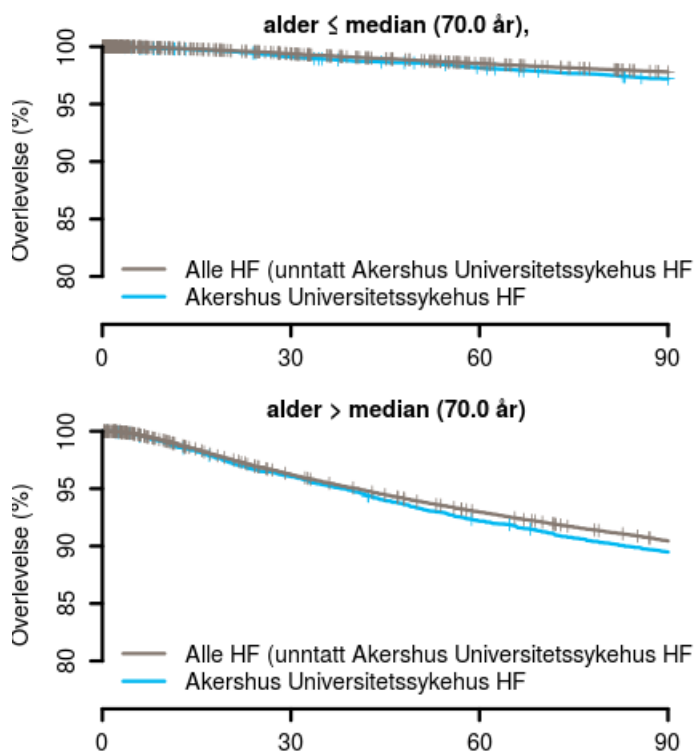 alder ≤ median (70.0 år),
Overlevelse (%)
100
95
90
85
80
Alle HF (unntatt Akershus Universitetssykehus HF
Akershus Universitetssykehus HF
0 30 60 90
alder > median (70.0 år)
Overlevelse (%)
100
95
90
85
80
Alle HF (unntatt Akershus Universitetssykehus HF
Akershus Universitetssykehus HF
0 30 60 90